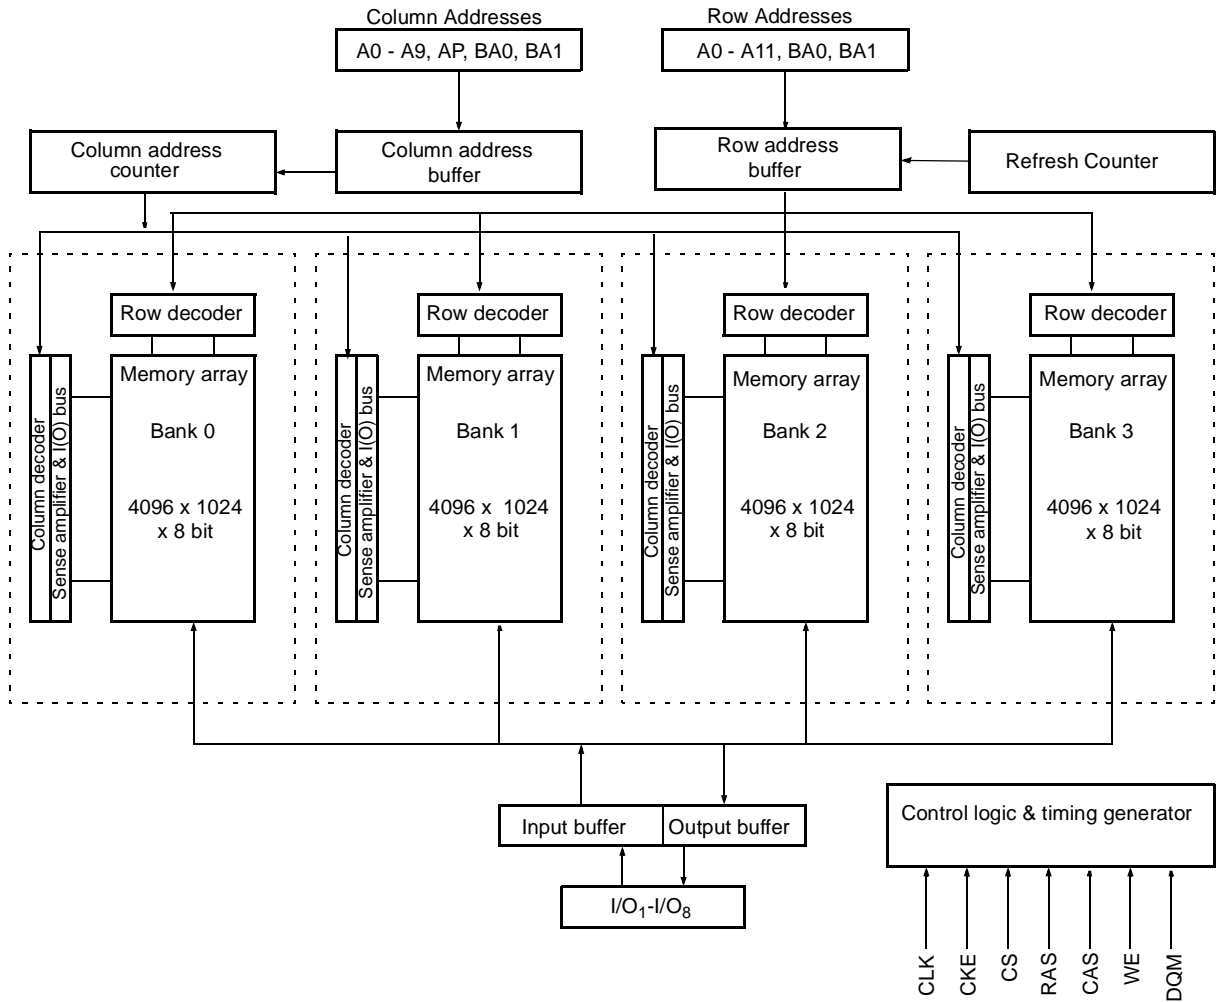 Column Addresses
Row Addresses
A0 - A9, AP, BA0, BA1
A0 - A11, BA0, BA1
Column address
counter
Column address
buffer
Row address
buffer
Refresh Counter
Row decoder
Row decoder
Row decoder
Row decoder
Column decoder
Sense amplifier & I(O) bus
Memory array
Bank 0
4096 x 1024
x 8 bit
Column decoder
Sense amplifier & I(O) bus
Memory array
Bank 1
4096 x  1024
x 8 bit
Column decoder
Sense amplifier & I(O) bus
Memory array
Bank 2
4096 x 1024
x 8 bit
Column decoder
Sense amplifier & I(O) bus
Memory array
Bank 3
4096 x 1024
x 8 bit
Input buffer
Output buffer
I/O1-I/O8
Control logic & timing generator
CLK
CKE
CS
RAS
CAS
WE
DQM